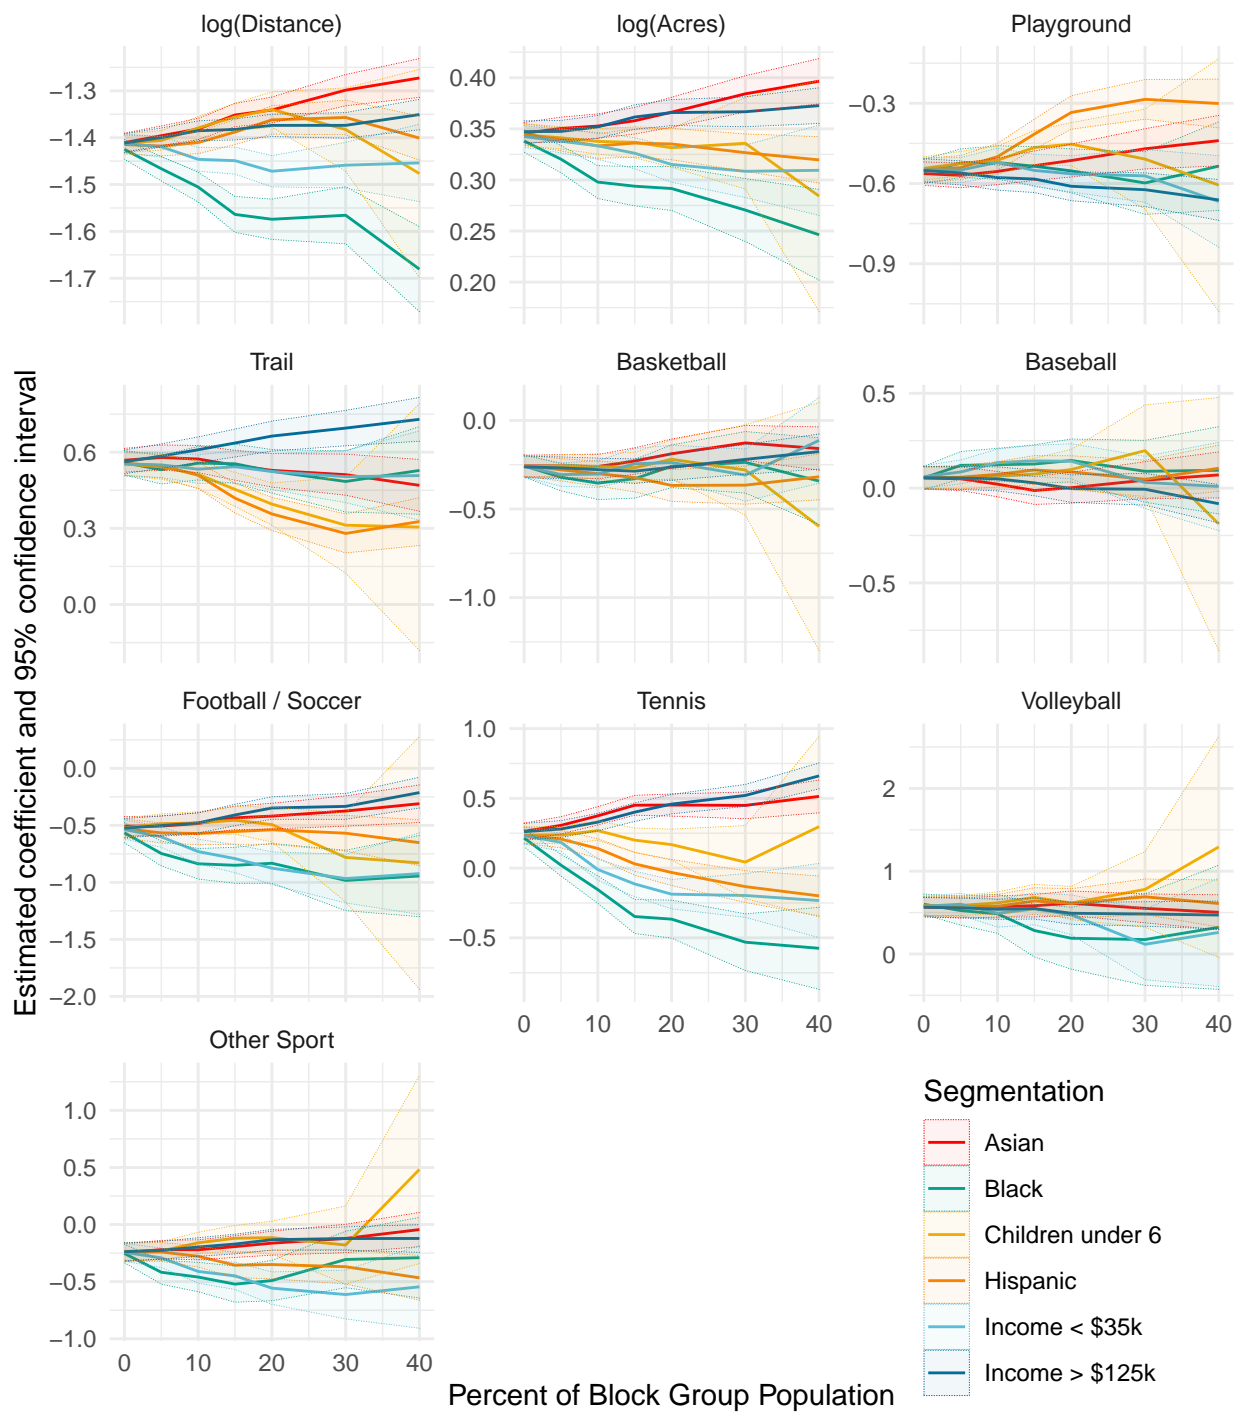 log(Distance) log(Acres) Playground
−1.3 −1.4 −1.5 −1.6 −1.7
0.40 0.35 0.30 0.25 0.20
−0.3 −0.6 −0.9
Trail Basketball Baseball
0.6 0.3 0.0
0.0 −0.5 −1.0
0.5 0.0 −0.5
Estimated coefficient and 95% confidence interval
Football / Soccer Tennis Volleyball
0.0 −0.5 −1.0 −1.5 −2.0
1.0 0.5 0.0 −0.5
2 1 0
0 10 20 30 40 0 10 20 30 40
Other Sport
1.0 0.5 0.0 −0.5 −1.0
0 10 20 30 40
Percent of Block Group Population
Segmentation
Asian
Black
Children under 6
Hispanic
Income < $35k
Income > $125k